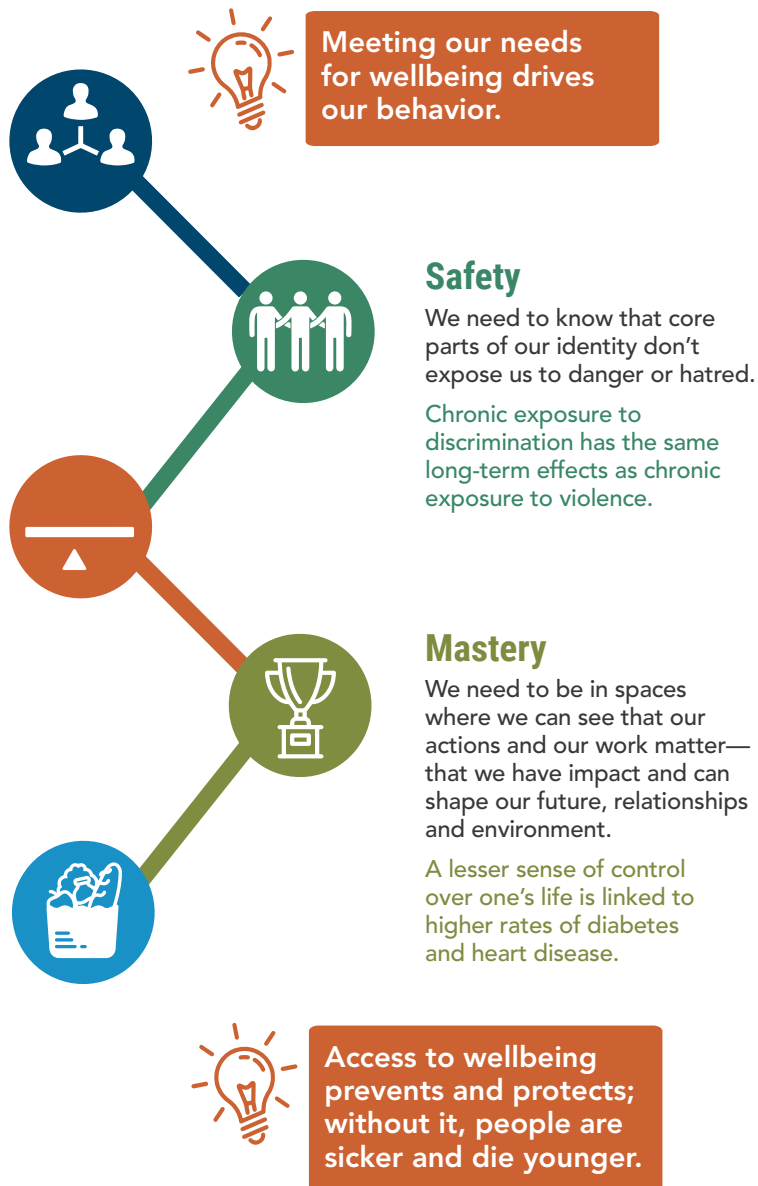 Meeting our needs
for wellbeing drives
our behavior.
Safety
We need to know that core
parts of our identity don’t
expose us to danger or hatred.
Chronic exposure to
discrimination has the same
long-term effects as chronic
exposure to violence.
Mastery
We need to be in spaces
where we can see that our
actions and our work matter—
that we have impact and can
shape our future, relationships
and environment.
A lesser sense of control
over one’s life is linked to
higher rates of diabetes
and heart disease.
Access to wellbeing
prevents and protects;
without it, people are
sicker and die younger.